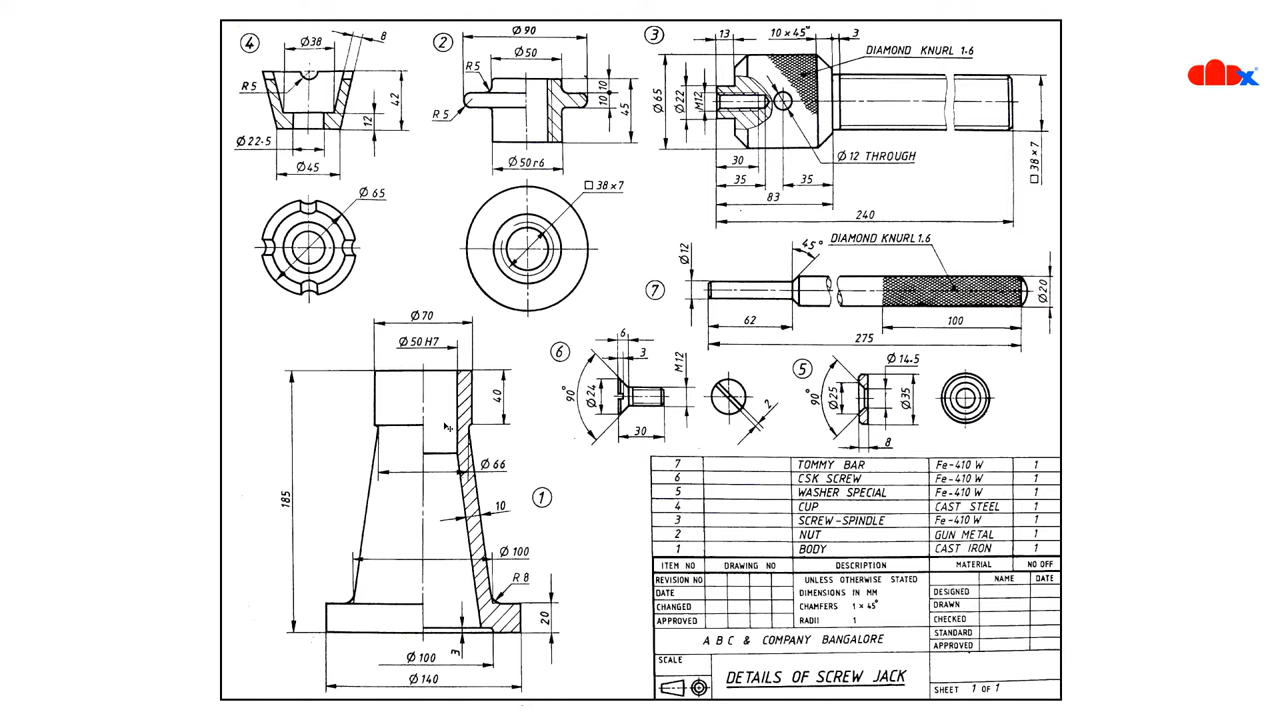 4
Ø38
8
R5
42
12
Ø22·5
Ø45
Ø65
2
Ø90
Ø50
R5
R5
10
10
45
Ø50r6
□38×7
3
13
10×45°
3
DIAMOND KNURL 1.6
Ø65
Ø22
M12
Ø12 THROUGH
30
35
35
83
240
□38×7
7
Ø12
45°
DIAMOND KNURL 1.6
Ø20
62
100
275
1
Ø70
Ø50H7
40
Ø66
185
10
Ø100
R8
20
3
Ø100
Ø140
6
6
3
M12
90°
Ø24
30
2
5
Ø14.5
90°
Ø25
Ø35
8
7 TOMMY BAR Fe-410 W 1
6 CSK SCREW Fe-410 W 1
5 WASHER SPECIAL Fe-410 W 1
4 CUP CAST STEEL 1
3 SCREW-SPINDLE Fe-410 W 1
2 NUT GUN METAL 1
1 BODY CAST IRON 1
ITEM NO DRAWING NO DESCRIPTION MATERIAL NO OFF
REVISION NO UNLESS OTHERWISE STATED NAME DATE
DATE DIMENSIONS IN MM DESIGNED
CHANGED CHAMFERS 1×45° DRAWN
APPROVED RADII 1 CHECKED
A B C & COMPANY BANGALORE STANDARD
APPROVED
SCALE
DETAILS OF SCREW JACK
SHEET 1 OF 1